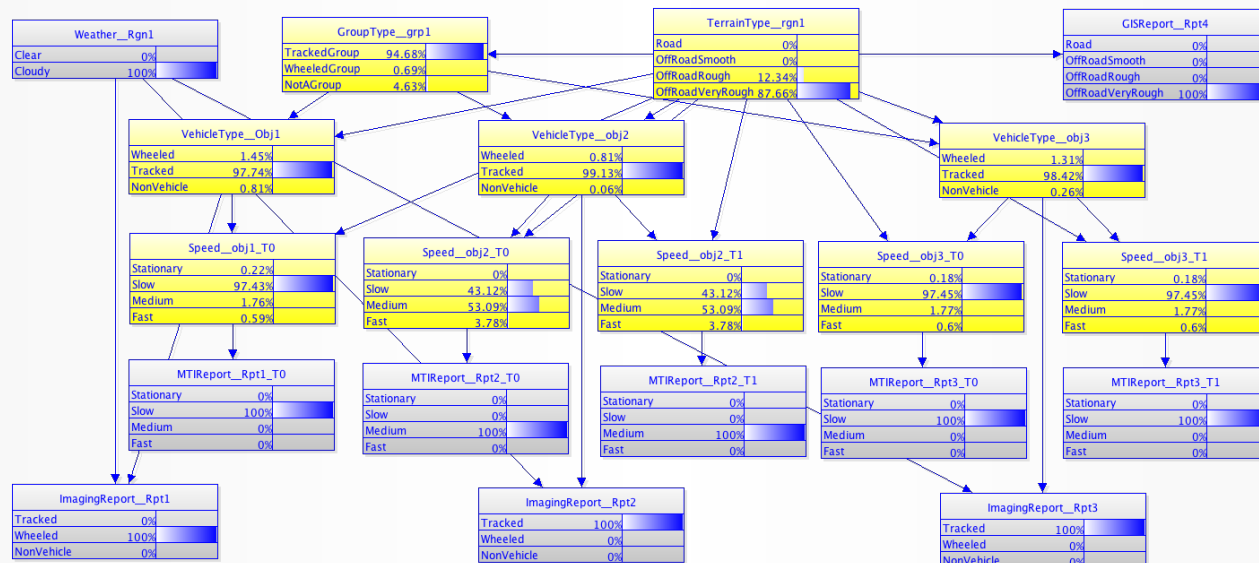 Weather__Rgn1
Clear 0%
Cloudy 100%
GroupType__grp1
TrackedGroup 94.68%
WheeledGroup 0.69%
NotAGroup 4.63%
TerrainType__rgn1
Road 0%
OffRoadSmooth 0%
OffRoadRough 12.34%
OffRoadVeryRough 87.66%
GISReport__Rpt4
Road 0%
OffRoadSmooth 0%
OffRoadRough 0%
OffRoadVeryRough 100%
VehicleType__Obj1
Wheeled 1.45%
Tracked 97.74%
NonVehicle 0.81%
VehicleType__obj2
Wheeled 0.81%
Tracked 99.13%
NonVehicle 0.06%
VehicleType__obj3
Wheeled 1.31%
Tracked 98.42%
NonVehicle 0.26%
Speed__obj1_T0
Stationary 0.22%
Slow 97.43%
Medium 1.76%
Fast 0.59%
Speed__obj2_T0
Stationary 0%
Slow 43.12%
Medium 53.09%
Fast 3.78%
Speed__obj2_T1
Stationary 0%
Slow 43.12%
Medium 53.09%
Fast 3.78%
Speed__obj3_T0
Stationary 0.18%
Slow 97.45%
Medium 1.77%
Fast 0.6%
Speed__obj3_T1
Stationary 0.18%
Slow 97.45%
Medium 1.77%
Fast 0.6%
MTIReport__Rpt1_T0
Stationary 0%
Slow 100%
Medium 0%
Fast 0%
MTIReport__Rpt2_T0
Stationary 0%
Slow 0%
Medium 100%
Fast 0%
MTIReport__Rpt2_T1
Stationary 0%
Slow 0%
Medium 100%
Fast 0%
MTIReport__Rpt3_T0
Stationary 0%
Slow 100%
Medium 0%
Fast 0%
MTIReport__Rpt3_T1
Stationary 0%
Slow 100%
Medium 0%
Fast 0%
ImagingReport__Rpt1
Tracked 0%
Wheeled 100%
NonVehicle 0%
ImagingReport__Rpt2
Tracked 100%
Wheeled 0%
NonVehicle 0%
ImagingReport__Rpt3
Tracked 100%
Wheeled 0%
NonVehicle 0%